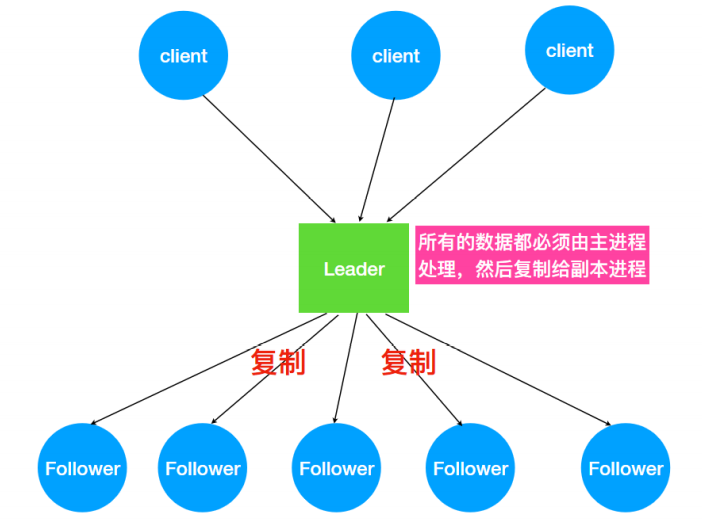 client
client
client
Leader
所有的数据都必须由主进程
处理，然后复制给副本进程
复制
复制
Follower
Follower
Follower
Follower
Follower